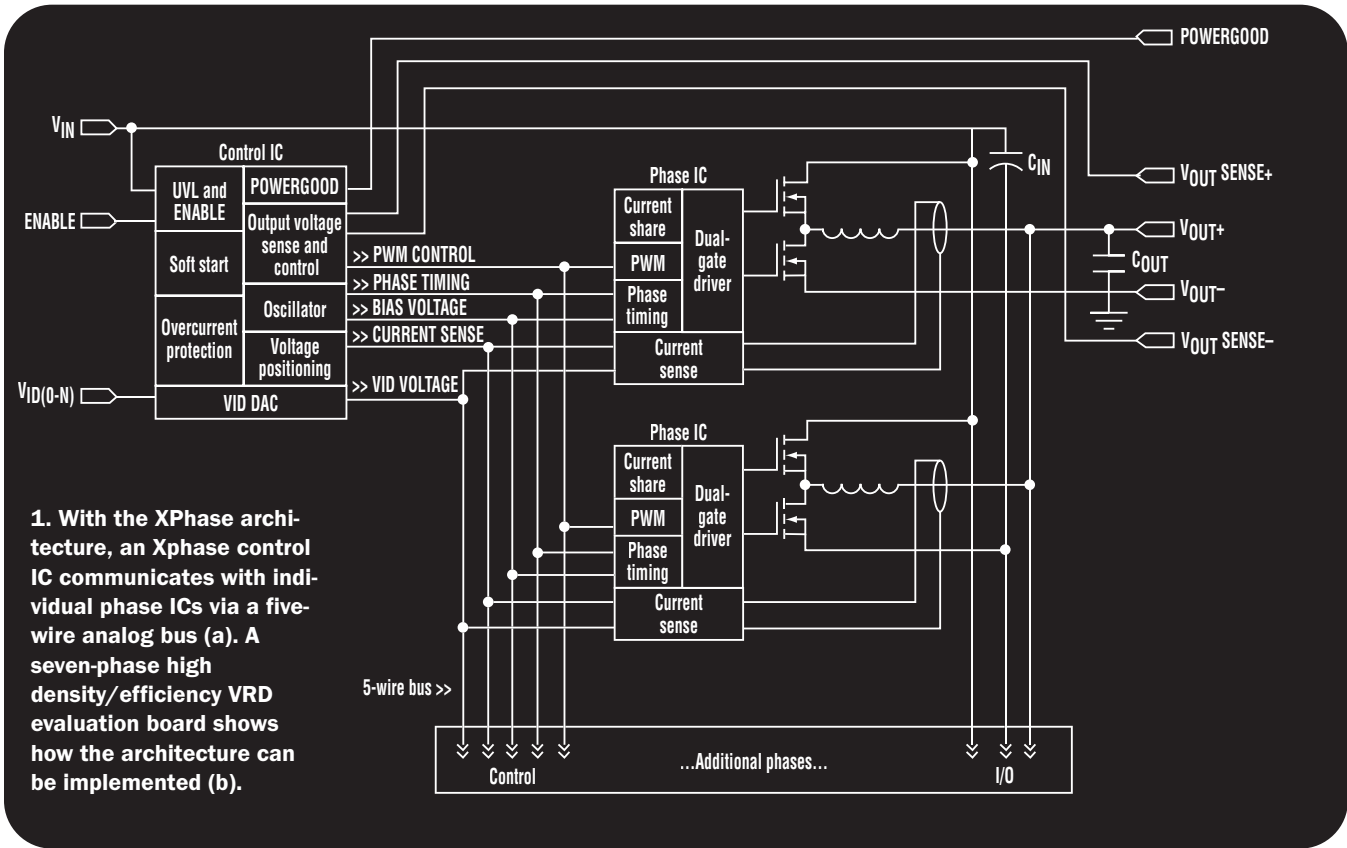 POWERGOOD
VIN
Control IC
UVL and
ENABLE
POWERGOOD
ENABLE
Output voltage
sense and
control
Soft start
Oscillator
Overcurrent
protection
Voltage
positioning
VID(0-N)
VID DAC
>> PWM CONTROL
>> PHASE TIMING
>> BIAS VOLTAGE
>> CURRENT SENSE
>> VID VOLTAGE
Phase IC
Current
share
PWM
Phase
timing
Dual-
gate
driver
Current
sense
CIN
VOUT SENSE+
VOUT+
COUT
VOUT–
VOUT SENSE–
Phase IC
Current
share
PWM
Phase
timing
Dual-
gate
driver
Current
sense
1. With the XPhase archi-
tecture, an Xphase control
IC communicates with indi-
vidual phase ICs via a five-
wire analog bus (a). A
seven-phase high
density/efficiency VRD
evaluation board shows
how the architecture can
be implemented (b).
5-wire bus >>
Control
...Additional phases...
I/O